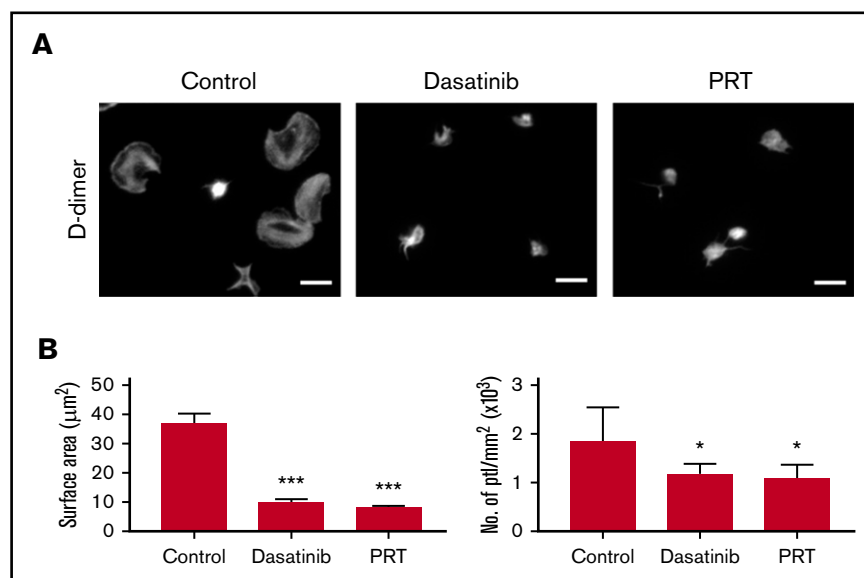 A
Control Dasatinib PRT
D-dimer
B
Surface area (μm²)
50
40
30
20
10
0
*** ***
Control Dasatinib PRT
No. of ptl/mm² (x10³)
3
2
1
0
* *
Control Dasatinib PRT